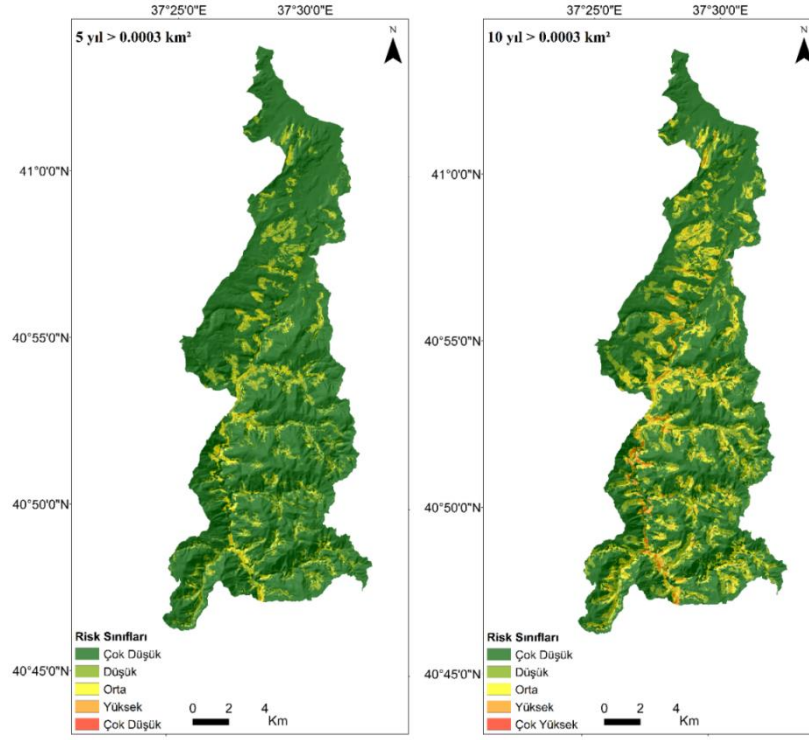 37°25'0"E 37°30'0"E
5 yıl > 0.0003 km²
N
41°0'0"N
40°55'0"N
40°50'0"N
40°45'0"N
Risk Sınıfları
Çok Düşük
Düşük
Orta
Yüksek
Çok Düşük
0 2 4
Km
37°25'0"E 37°30'0"E
10 yıl > 0.0003 km²
N
41°0'0"N
40°55'0"N
40°50'0"N
40°45'0"N
Risk Sınıfları
Çok Düşük
Düşük
Orta
Yüksek
Çok Yüksek
0 2 4
Km